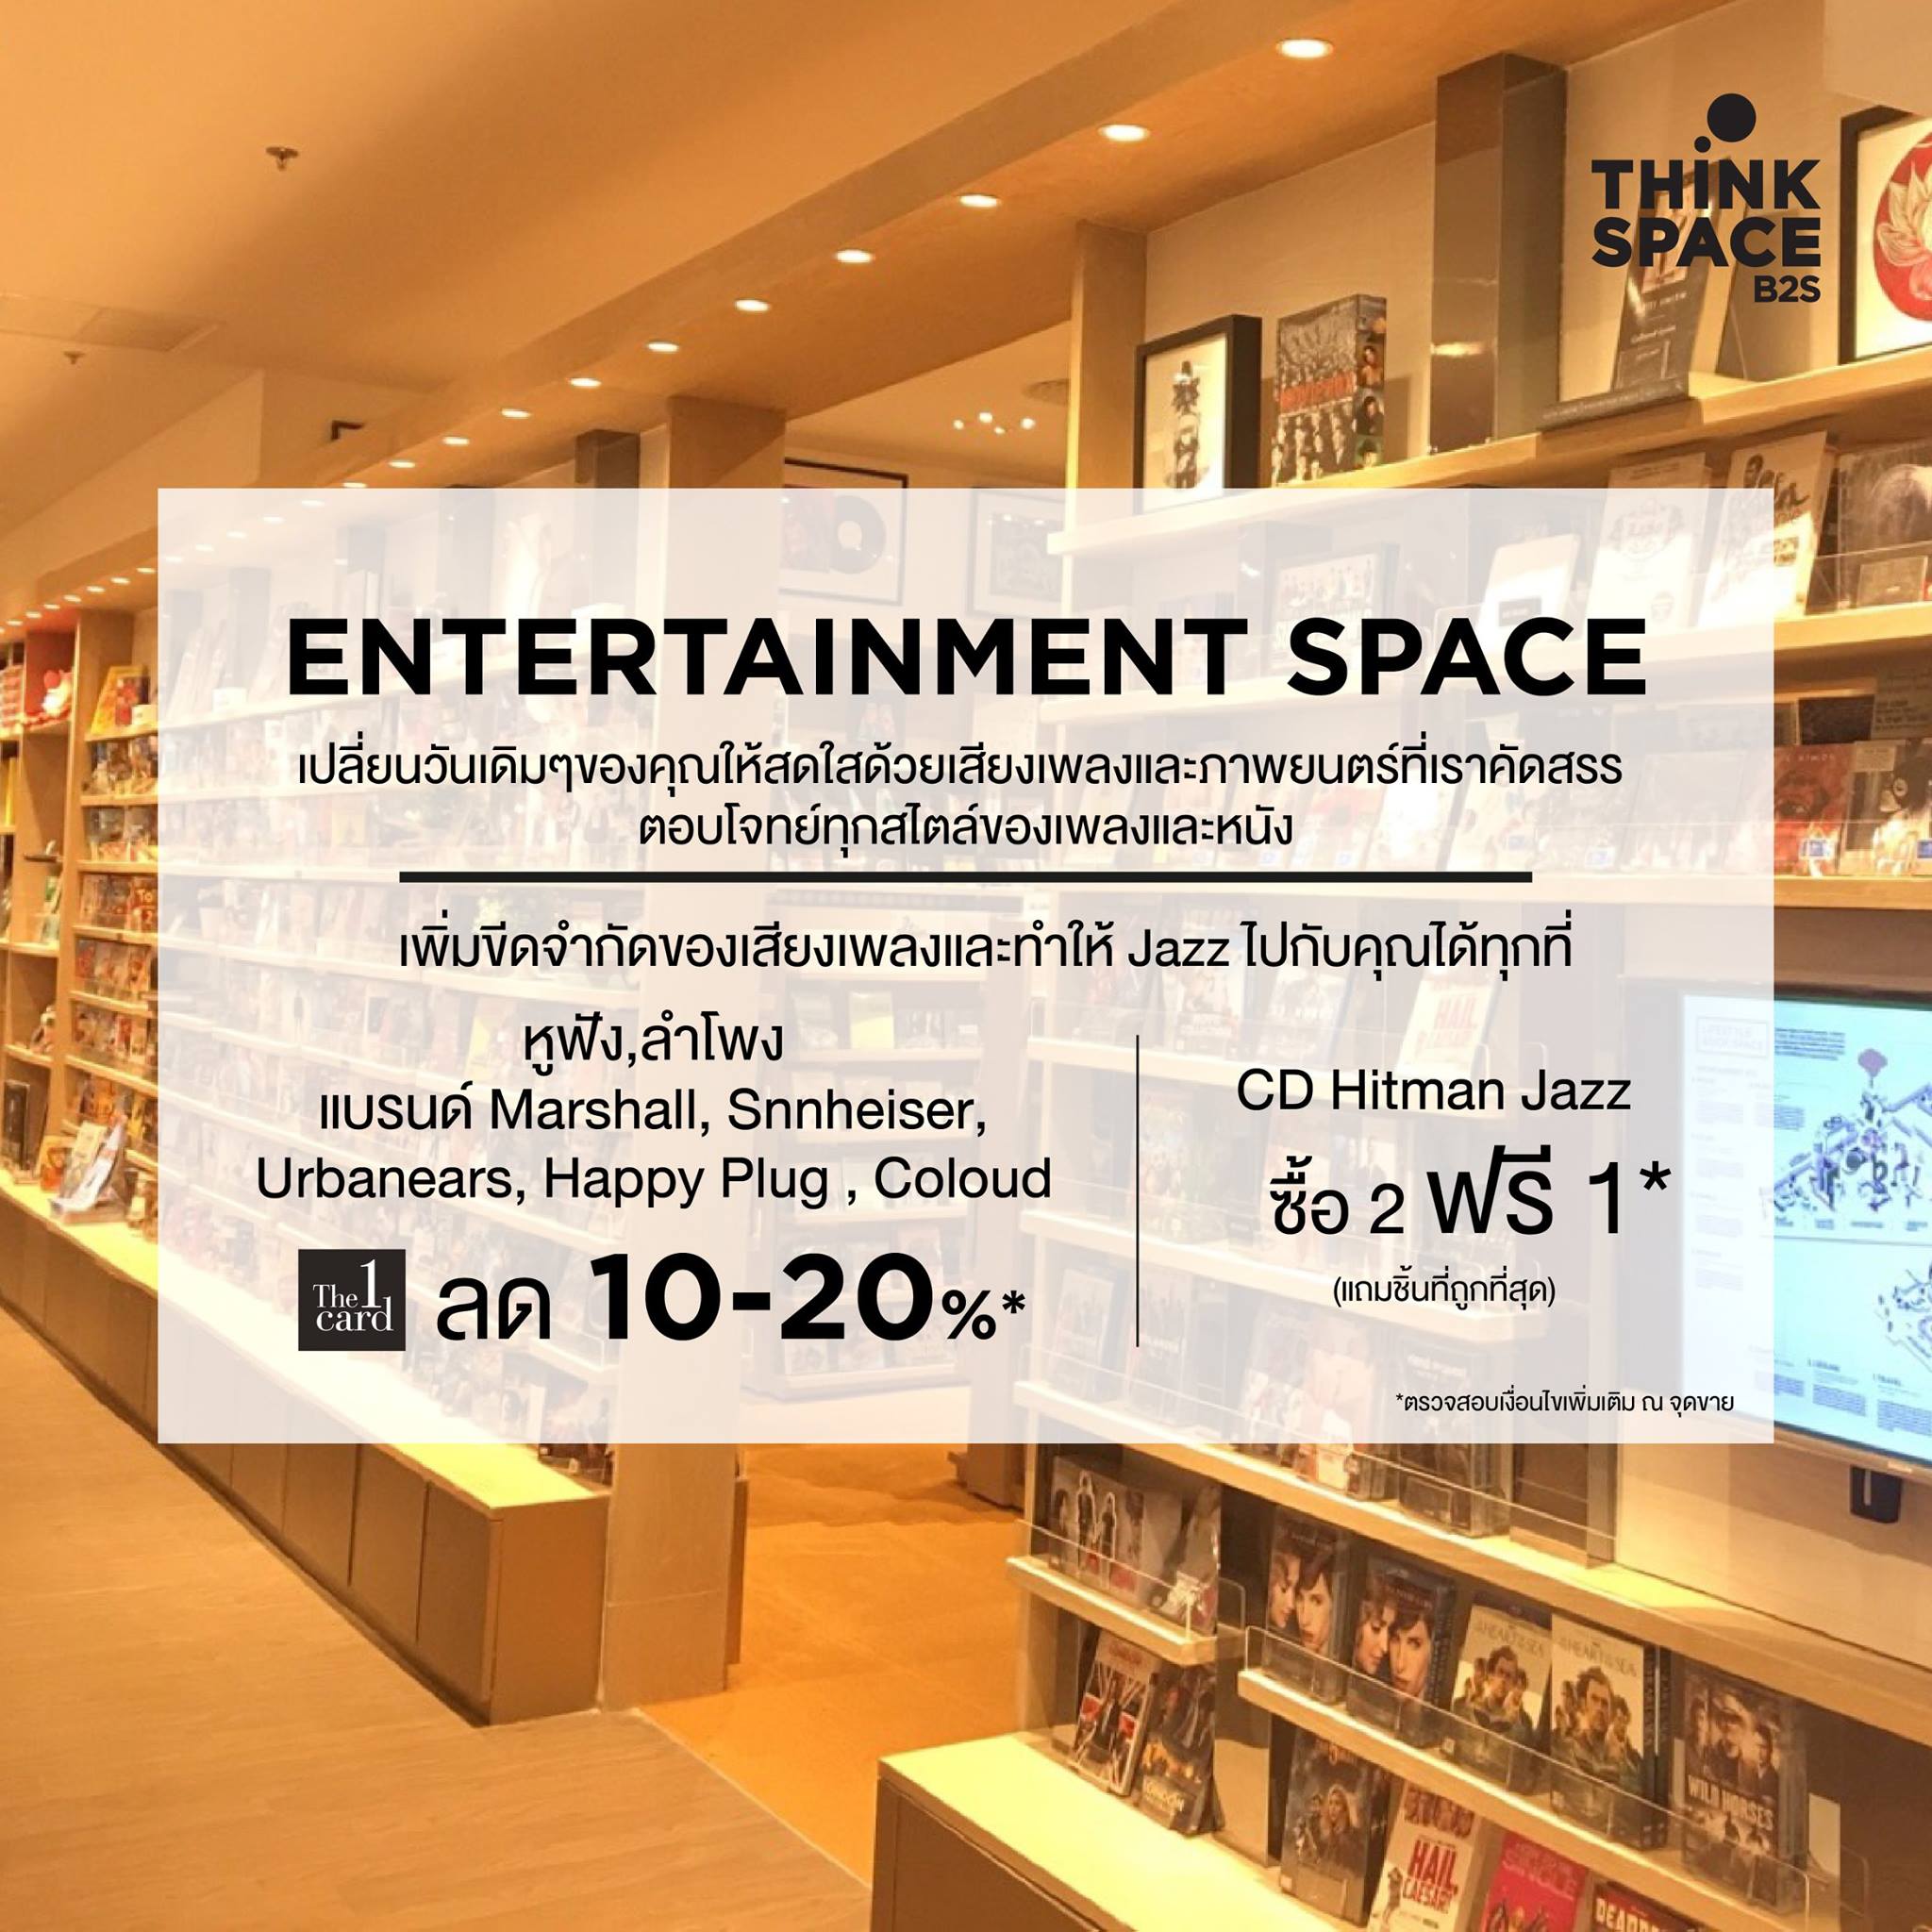 THINK
SPACE
B2S
ENTERTAINMENT SPACE
เปลี่ยนวันเดิมๆของคุณให้สดใสด้วยเสียงเพลงและภาพยนตร์ที่เราคัดสรร
ตอบโจทย์ทุกสไตล์ของเพลงและหนัง
เพิ่มขีดจำกัดของเสียงเพลงและทำให้ Jazz ไปกับคุณได้ทุกที่
หูฟัง,ลำโพง
แบรนด์ Marshall, Snnheiser,
Urbanears, Happy Plug , Coloud
The 1 card ลด 10-20%*
CD Hitman Jazz
ซื้อ 2 ฟรี 1*
(แถมชิ้นที่ถูกที่สุด)
*ตรวจสอบเงื่อนไขเพิ่มเติม ณ จุดขาย
WILD HORSES
HAIL
CAESAR!